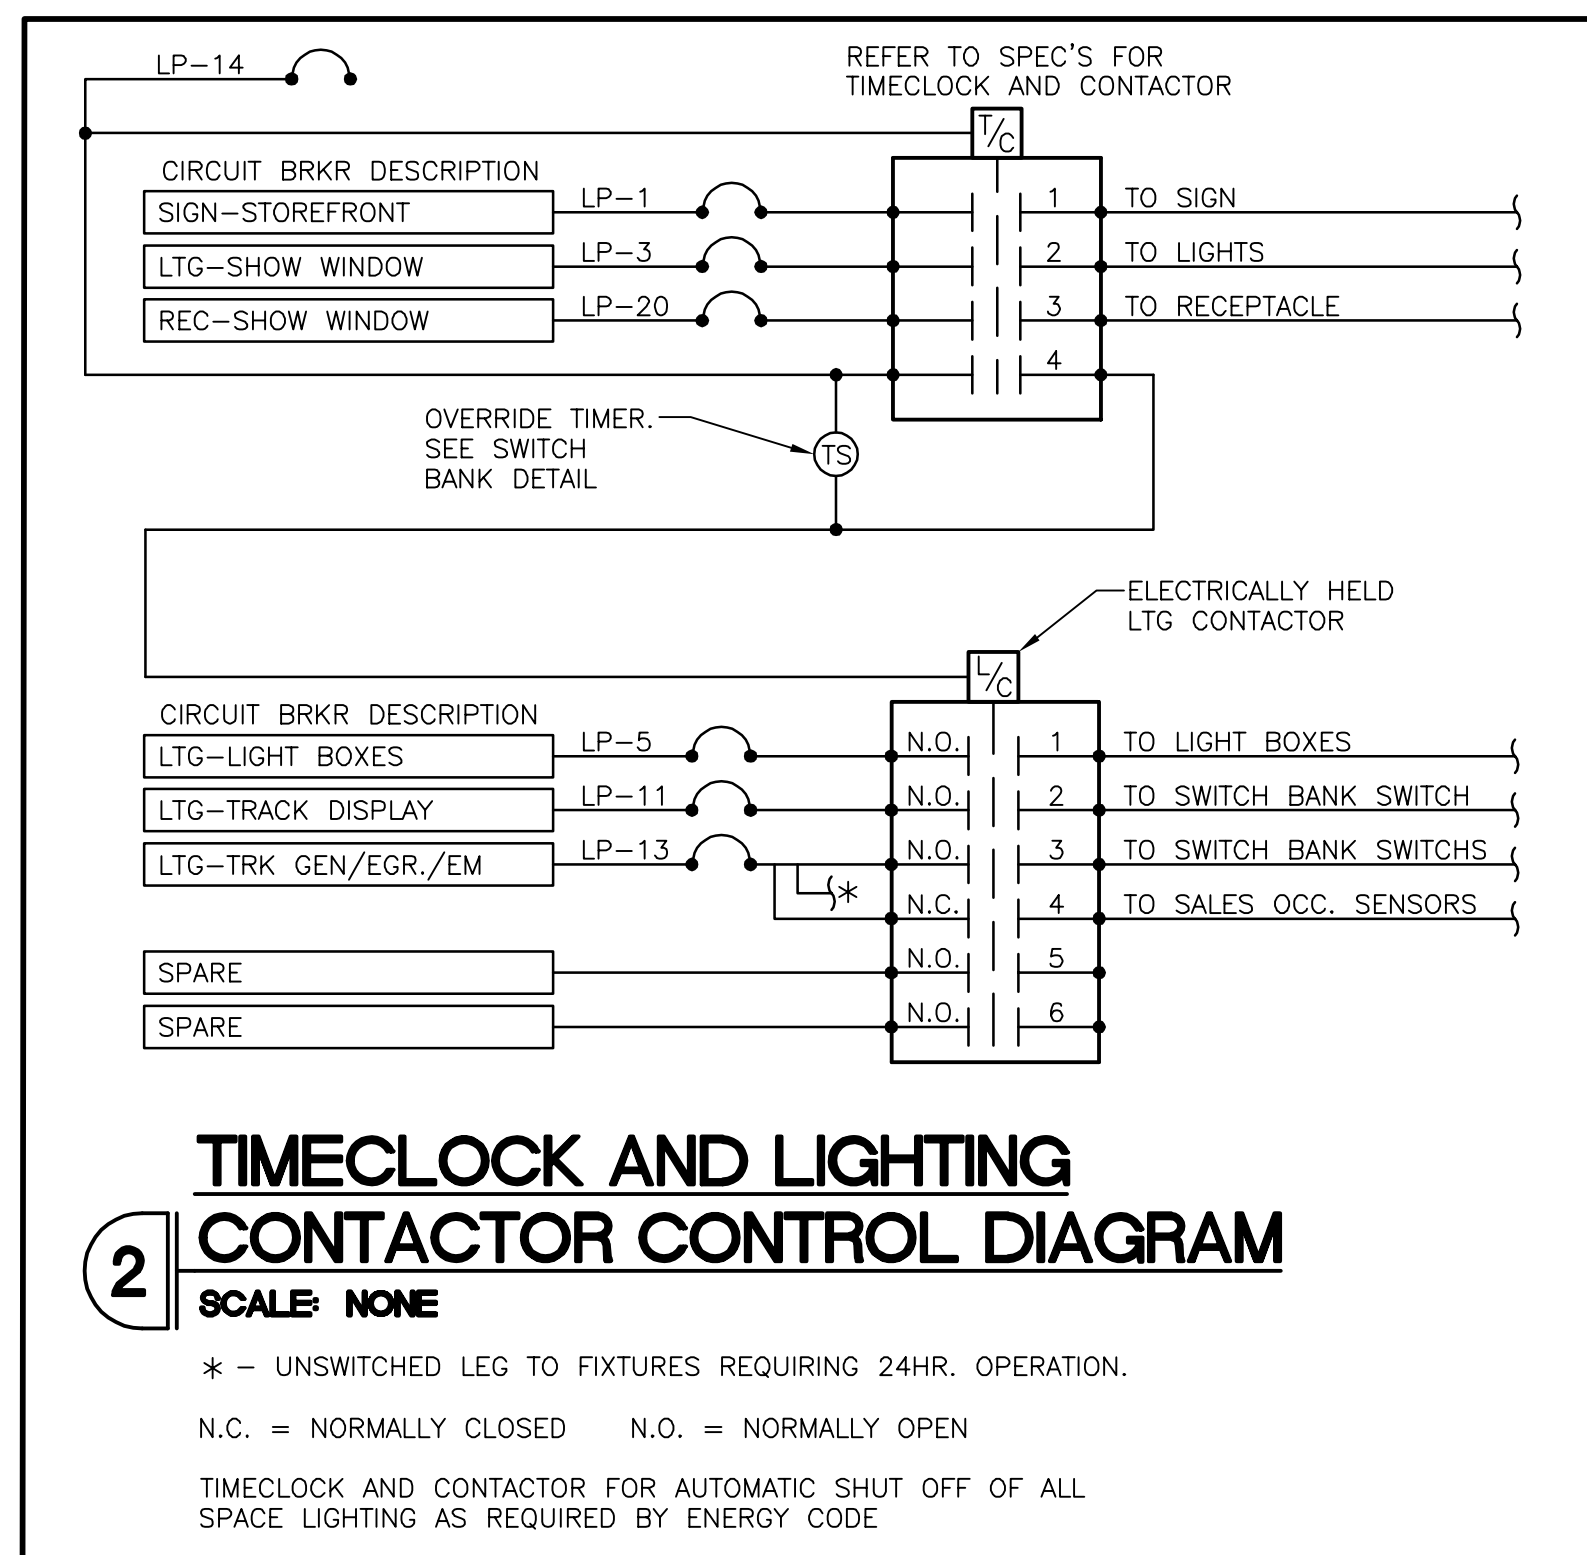 LP-14
REFER TO SPEC'S FOR
TIMECLOCK AND CONTACTOR
T/C
CIRCUIT BRKR DESCRIPTION
SIGN-STOREFRONT LP-1 1 TO SIGN
LTG-SHOW WINDOW LP-3 2 TO LIGHTS
REC-SHOW WINDOW LP-20 3 TO RECEPTACLE
4
OVERRIDE TIMER.
SEE SWITCH
BANK DETAIL
TS
ELECTRICALLY HELD
LTG CONTACTOR
L/C
CIRCUIT BRKR DESCRIPTION
LTG-LIGHT BOXES LP-5 N.O. 1 TO LIGHT BOXES
LTG-TRACK DISPLAY LP-11 N.O. 2 TO SWITCH BANK SWITCH
LTG-TRK GEN/EGR./EM LP-13 N.O. 3 TO SWITCH BANK SWITCHS
* N.C. 4 TO SALES OCC. SENSORS
SPARE N.O. 5
SPARE N.O. 6
TIMECLOCK AND LIGHTING
2 CONTACTOR CONTROL DIAGRAM
SCALE: NONE
* - UNSWITCHED LEG TO FIXTURES REQUIRING 24HR. OPERATION.
N.C. = NORMALLY CLOSED N.O. = NORMALLY OPEN
TIMECLOCK AND CONTACTOR FOR AUTOMATIC SHUT OFF OF ALL
SPACE LIGHTING AS REQUIRED BY ENERGY CODE